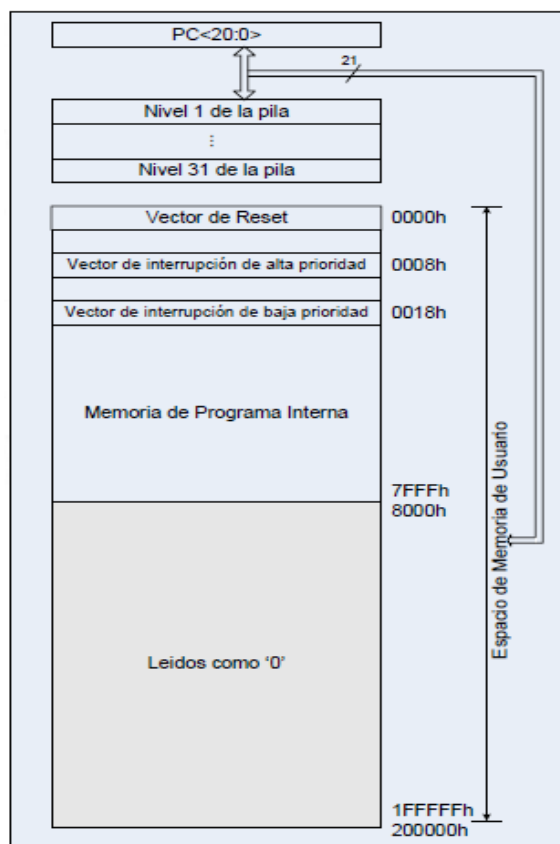 PC<20:0>
21
Nivel 1 de la pila
⋮
Nivel 31 de la pila
Vector de Reset
0000h
Vector de interrupción de alta prioridad
0008h
Vector de interrupción de baja prioridad
0018h
Memoria de Programa Interna
7FFFh
8000h
Espacio de Memoria de Usuario
Leidos como ‘0’
1FFFFFh
200000h